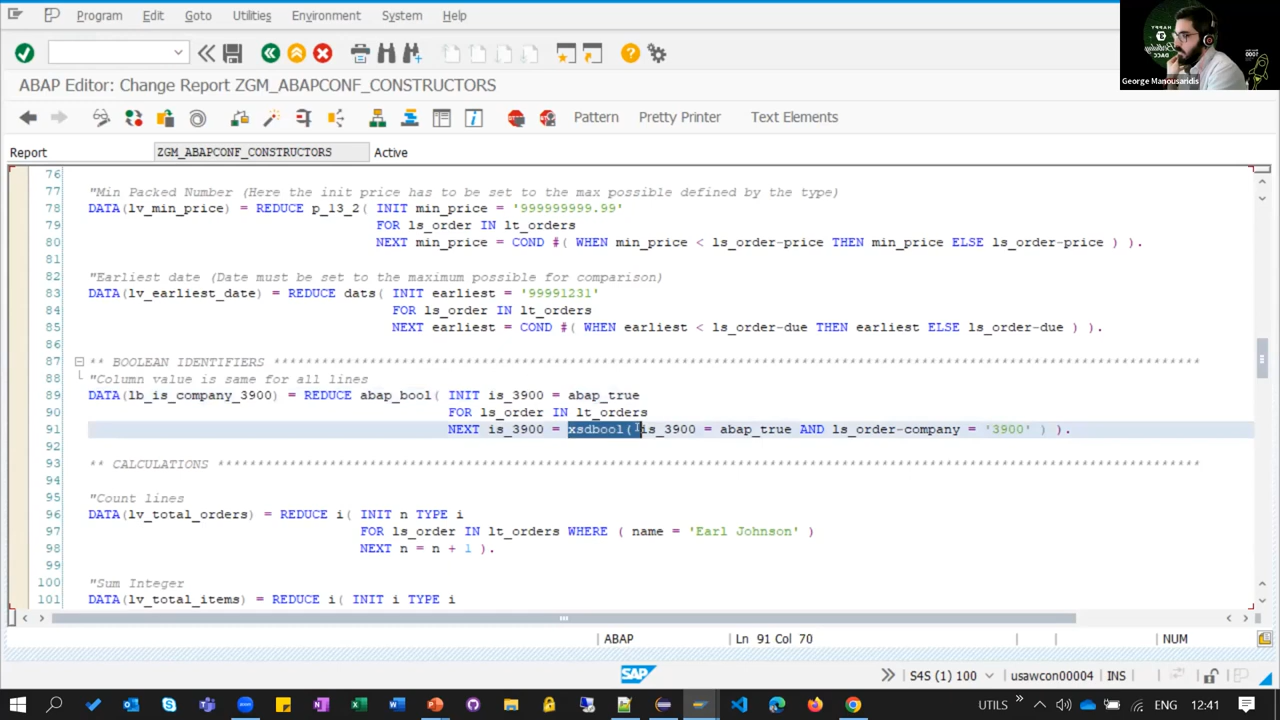 Program Edit Goto Utilities Environment System Help
ABAP Editor: Change Report ZGM_ABAPCONF_CONSTRUCTORS
Pattern Pretty Printer Text Elements
Report ZGM_ABAPCONF_CONSTRUCTORS Active
76
77 "Min Packed Number (Here the init price has to be set to the max possible defined by the type)
78 DATA(lv_min_price) = REDUCE p_13_2( INIT min_price = '999999999.99'
79 FOR ls_order IN lt_orders
80 NEXT min_price = COND #( WHEN min_price < ls_order-price THEN min_price ELSE ls_order-price ) ).
81
82 "Earliest date (Date must be set to the maximum possible for comparison)
83 DATA(lv_earliest_date) = REDUCE dats( INIT earliest = '99991231'
84 FOR ls_order IN lt_orders
85 NEXT earliest = COND #( WHEN earliest < ls_order-due THEN earliest ELSE ls_order-due ) ).
86
87 ** BOOLEAN IDENTIFIERS ********************************************************************************************************************
88 "Column value is same for all lines
89 DATA(lb_is_company_3900) = REDUCE abap_bool( INIT is_3900 = abap_true
90 FOR ls_order IN lt_orders
91 NEXT is_3900 = xsdbool( is_3900 = abap_true AND ls_order-company = '3900' ) ).
92
93 ** CALCULATIONS ***************************************************************************************************************************
94
95 "Count lines
96 DATA(lv_total_orders) = REDUCE i( INIT n TYPE i
97 FOR ls_order IN lt_orders WHERE ( name = 'Earl Johnson' )
98 NEXT n = n + 1 ).
99
100 "Sum Integer
101 DATA(lv_total_items) = REDUCE i( INIT i TYPE i
ABAP Ln 91 Col 70 NUM
SAP S4S (1) 100 usawcon00004 INS
UTILS ENG 12:41
HAPPY
Birthday
DACC
George Manousaridis